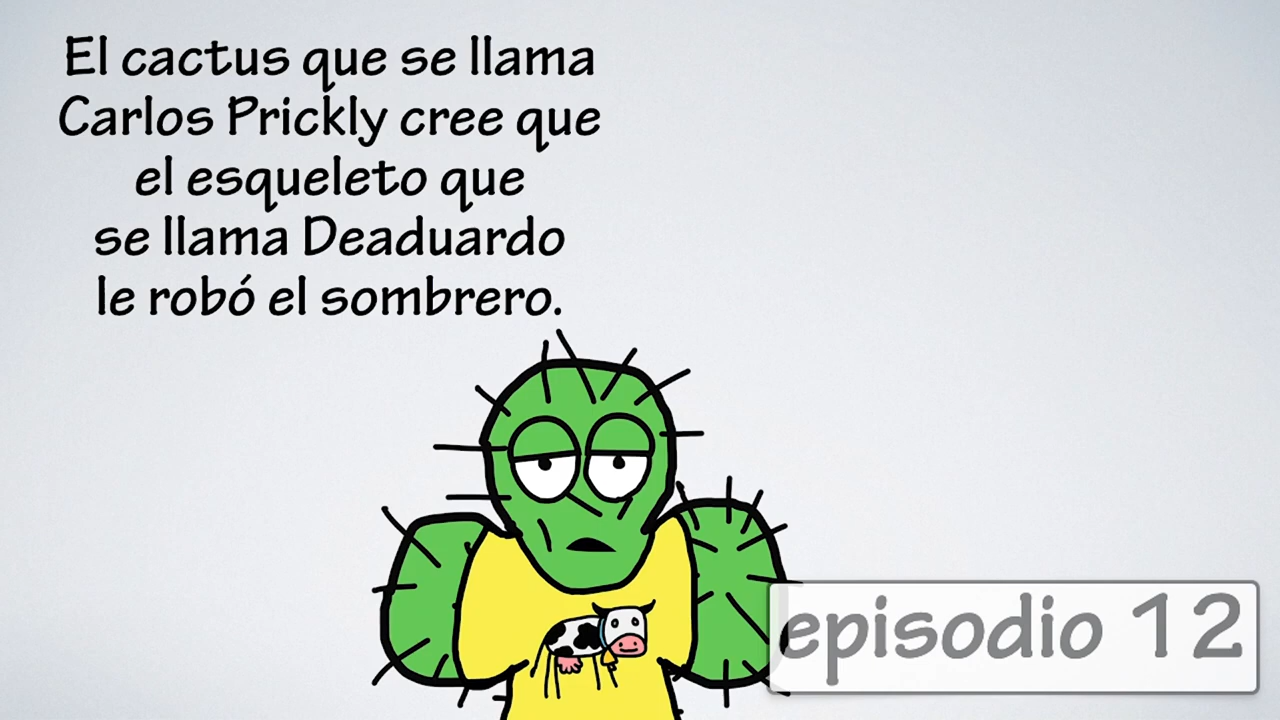 El cactus que se llama
Carlos Prickly cree que
el esqueleto que
se llama Deaduardo
le robó el sombrero.
episodio 12